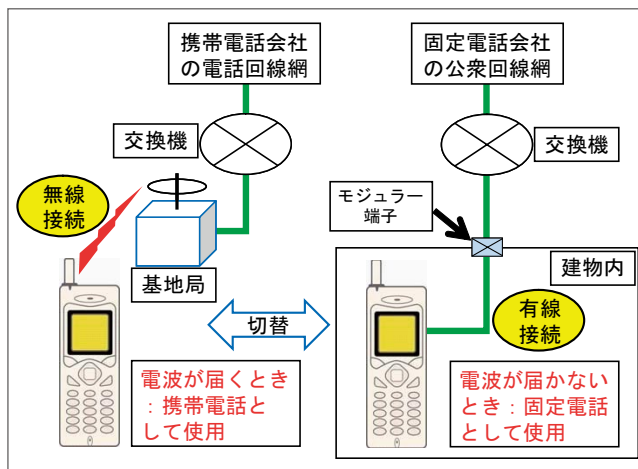 携帯電話会社
の電話回線網
固定電話会社
の公衆回線網
交換機
交換機
無線
接続
モジュラー
端子
基地局
建物内
切替
有線
接続
電波が届くとき
：携帯電話と
して使用
電波が届かない
とき：固定電話
として使用